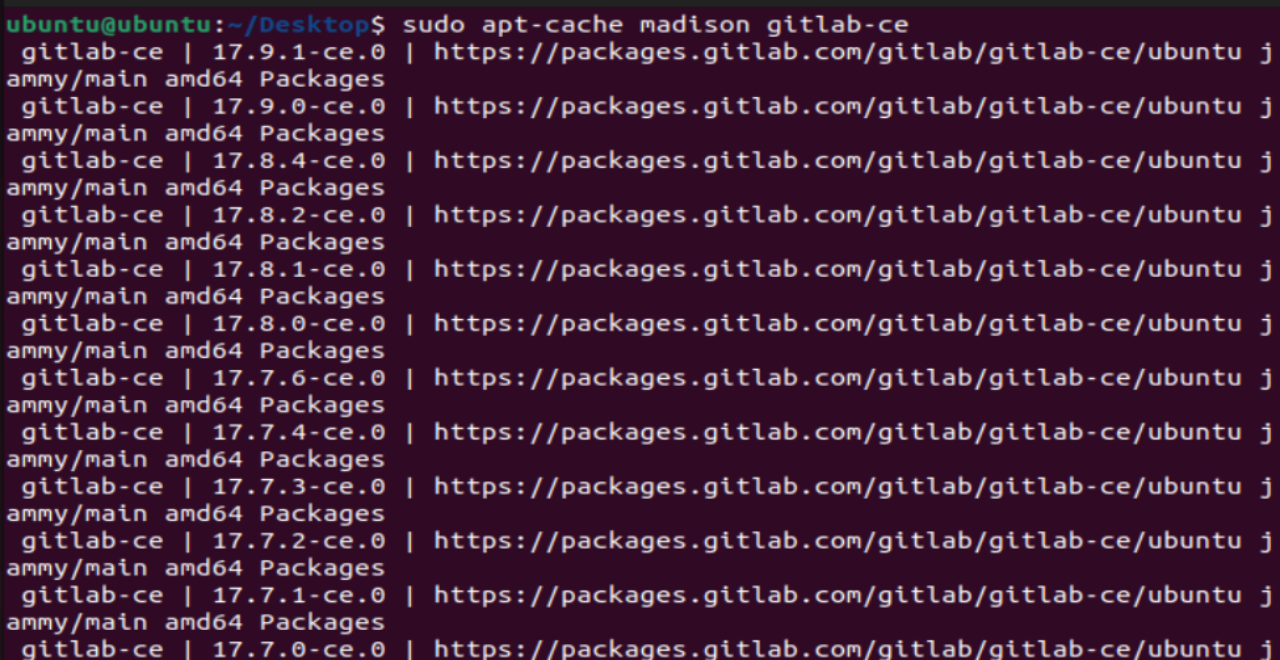 ubuntu@ubuntu:~/Desktop$ sudo apt-cache madison gitlab-ce
 gitlab-ce | 17.9.1-ce.0 | https://packages.gitlab.com/gitlab/gitlab-ce/ubuntu j
ammy/main amd64 Packages
 gitlab-ce | 17.9.0-ce.0 | https://packages.gitlab.com/gitlab/gitlab-ce/ubuntu j
ammy/main amd64 Packages
 gitlab-ce | 17.8.4-ce.0 | https://packages.gitlab.com/gitlab/gitlab-ce/ubuntu j
ammy/main amd64 Packages
 gitlab-ce | 17.8.2-ce.0 | https://packages.gitlab.com/gitlab/gitlab-ce/ubuntu j
ammy/main amd64 Packages
 gitlab-ce | 17.8.1-ce.0 | https://packages.gitlab.com/gitlab/gitlab-ce/ubuntu j
ammy/main amd64 Packages
 gitlab-ce | 17.8.0-ce.0 | https://packages.gitlab.com/gitlab/gitlab-ce/ubuntu j
ammy/main amd64 Packages
 gitlab-ce | 17.7.6-ce.0 | https://packages.gitlab.com/gitlab/gitlab-ce/ubuntu j
ammy/main amd64 Packages
 gitlab-ce | 17.7.4-ce.0 | https://packages.gitlab.com/gitlab/gitlab-ce/ubuntu j
ammy/main amd64 Packages
 gitlab-ce | 17.7.3-ce.0 | https://packages.gitlab.com/gitlab/gitlab-ce/ubuntu j
ammy/main amd64 Packages
 gitlab-ce | 17.7.2-ce.0 | https://packages.gitlab.com/gitlab/gitlab-ce/ubuntu j
ammy/main amd64 Packages
 gitlab-ce | 17.7.1-ce.0 | https://packages.gitlab.com/gitlab/gitlab-ce/ubuntu j
ammy/main amd64 Packages
 gitlab-ce | 17.7.0-ce.0 | https://packages.gitlab.com/gitlab/gitlab-ce/ubuntu j